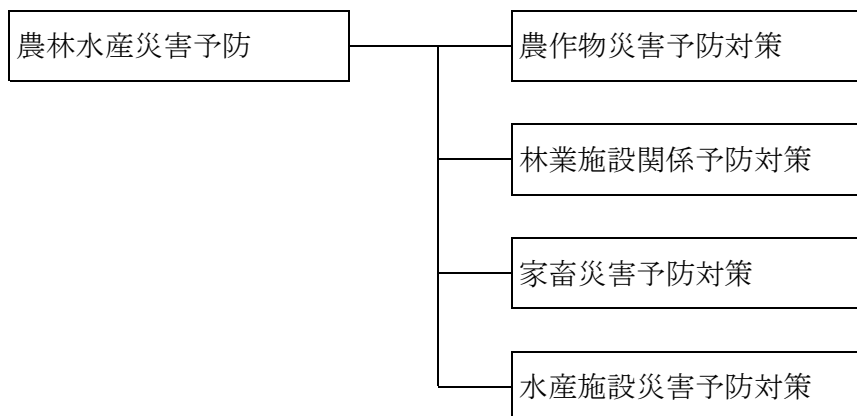 農林水産災害予防
農作物災害予防対策
林業施設関係予防対策
家畜災害予防対策
水産施設災害予防対策